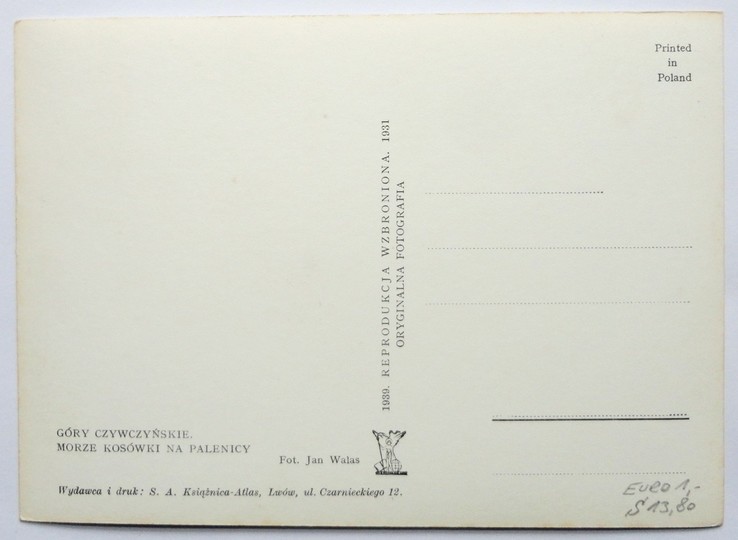 Printed
in
Poland
1939. REPRODUKCJA WZBRONIONA. 1931
ORYGINALNA FOTOGRAFIA
GÓRY CZYWCZYŃSKIE.
MORZE KOSÓWKI NA PALENICY
Fot. Jan Walas
Wydawca i druk: S. A. Książnica-Atlas, Lwów, ul. Czarnieckiego 12.
EURO 1,-
S 13,80